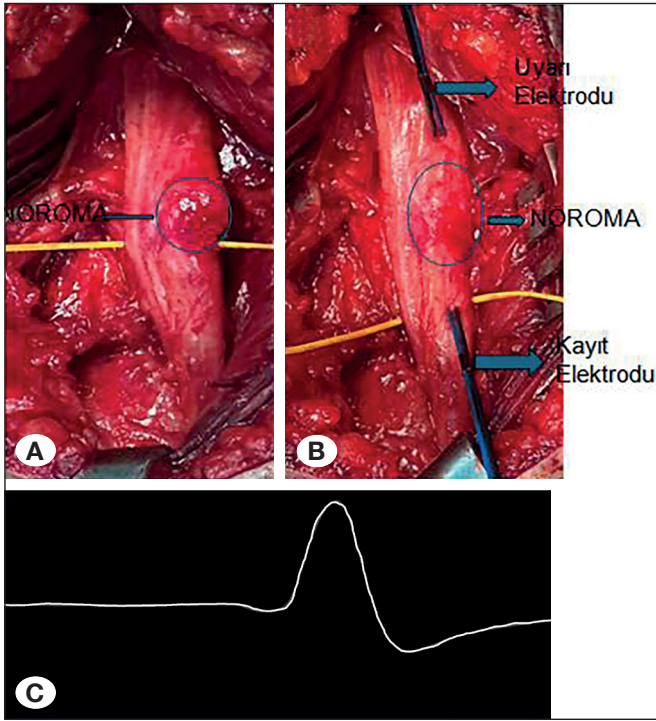 NOROMA
A
Uyarı
Elektrodu
NOROMA
Kayıt
Elektrodu
B
C